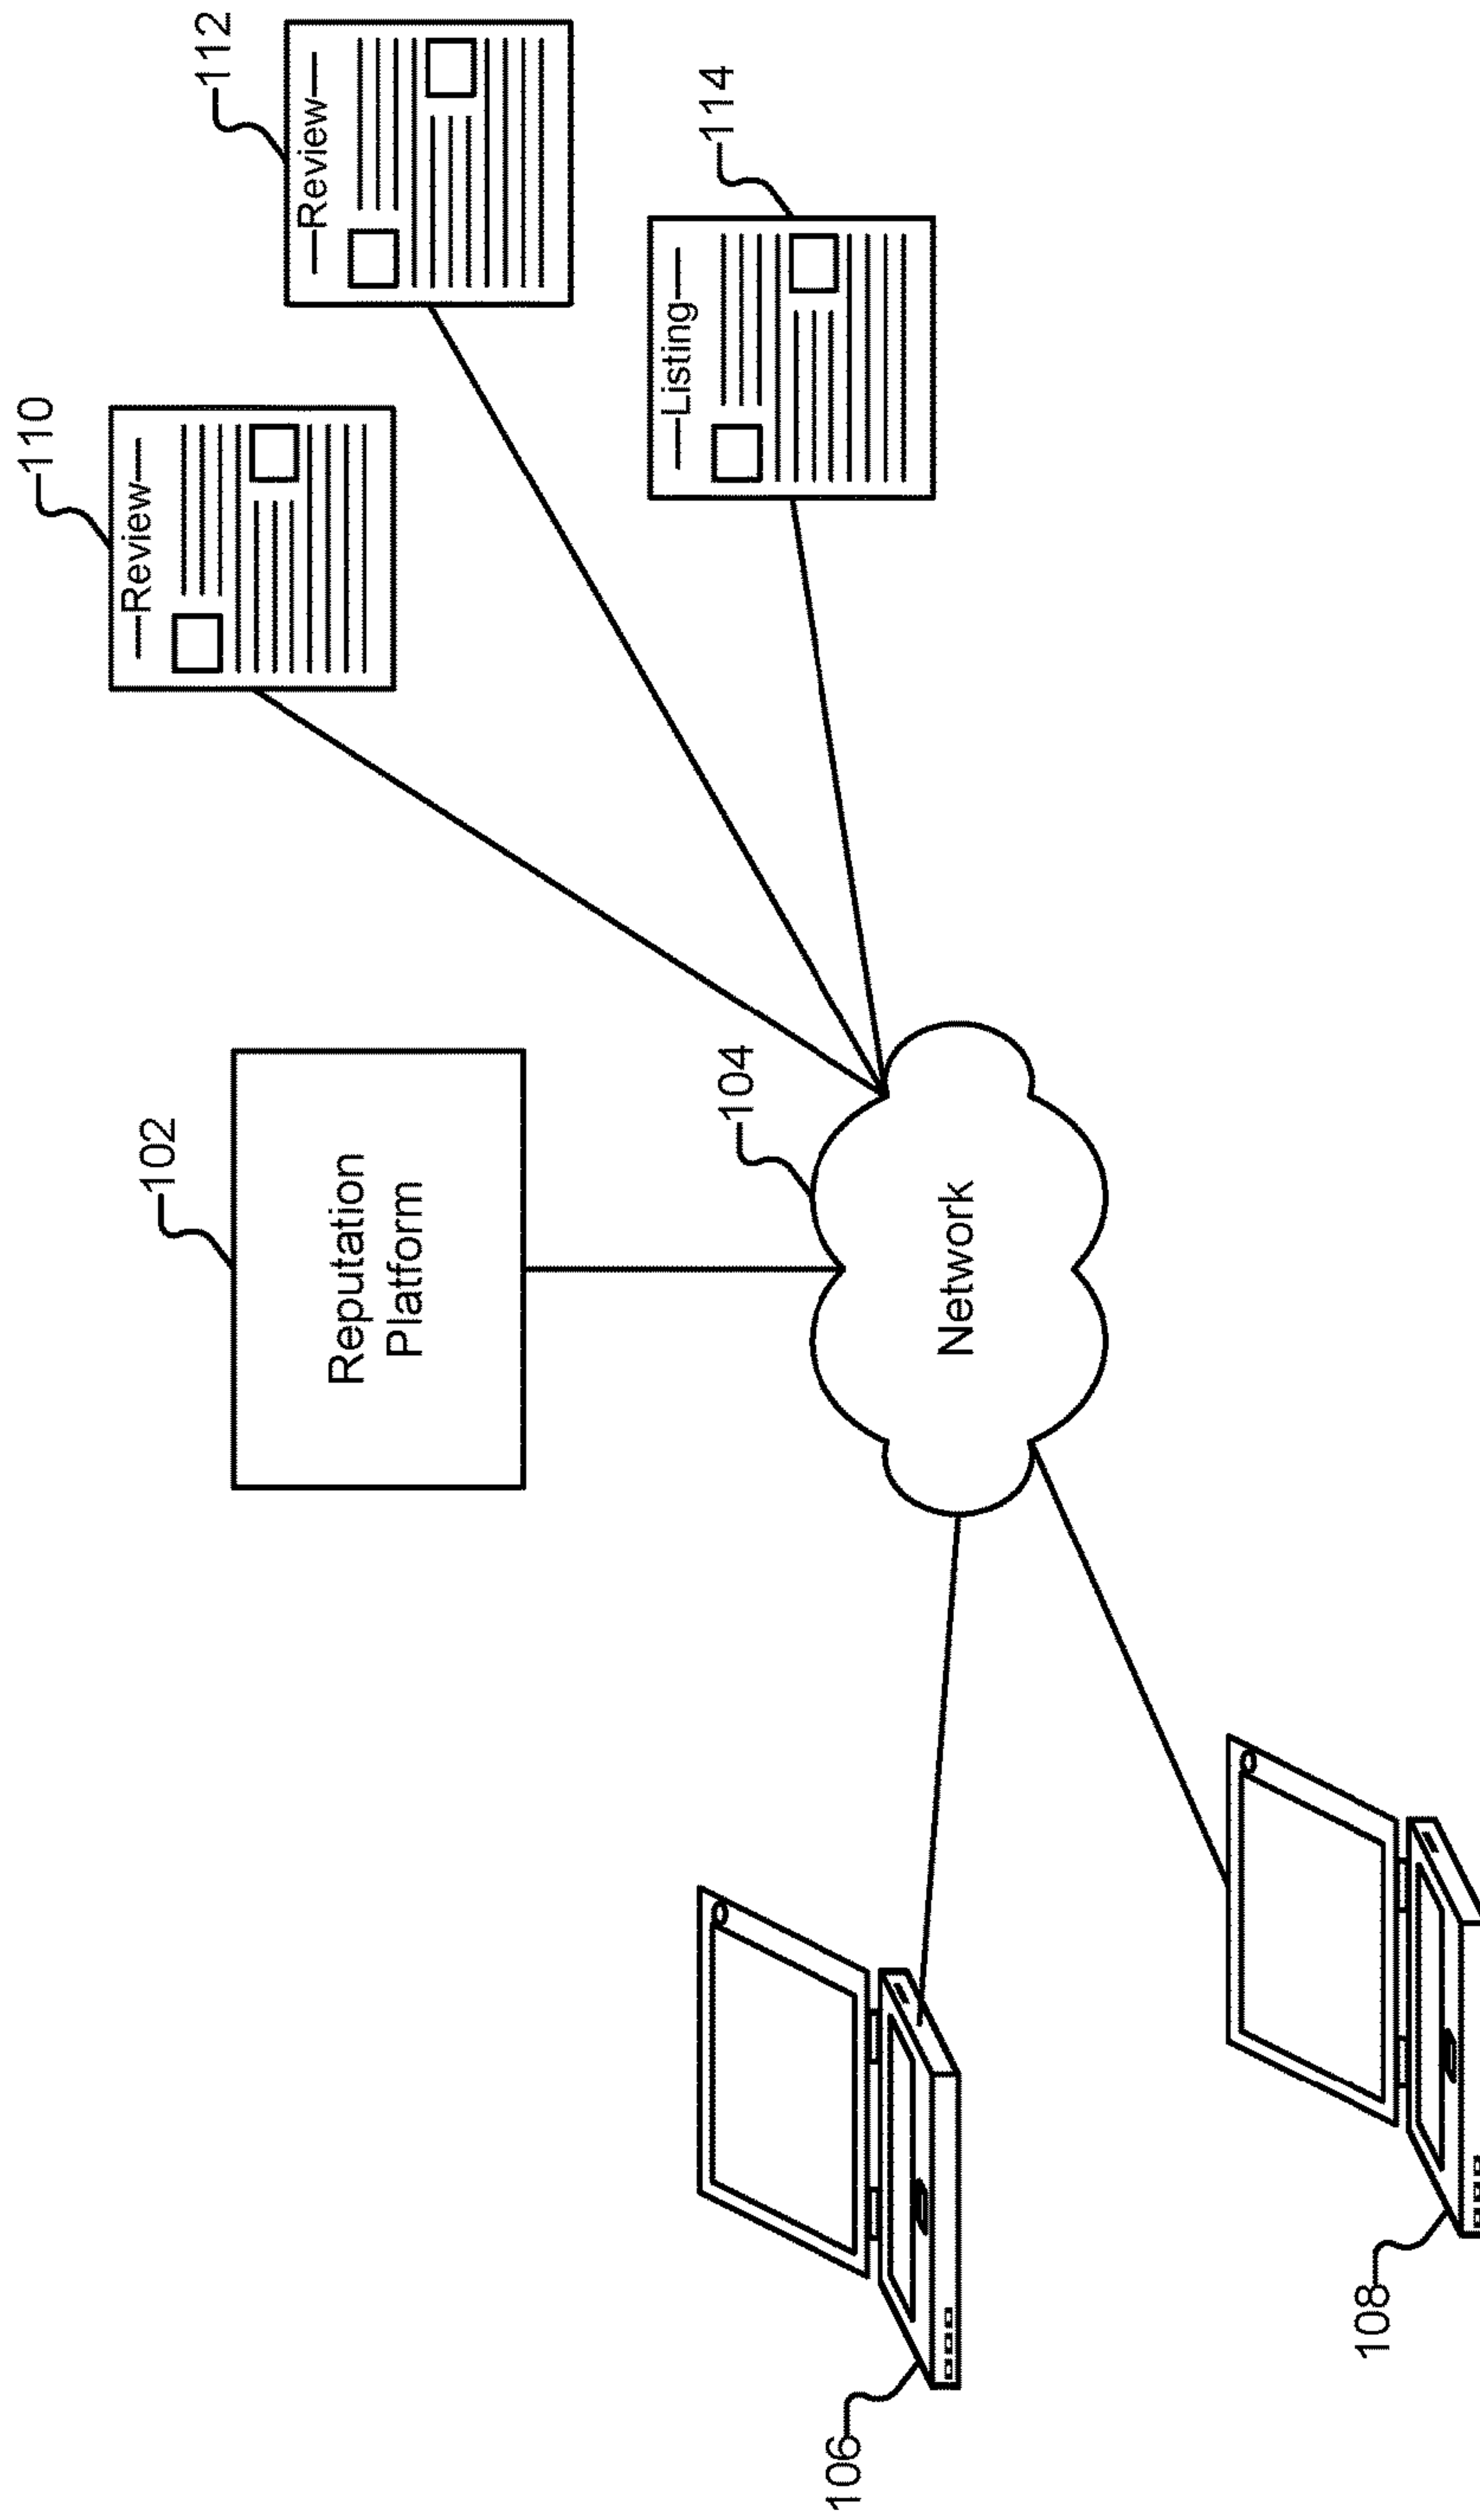 102
Reputation
Platform
110
Review
112
Review
104
Network
114
Listing
106
108